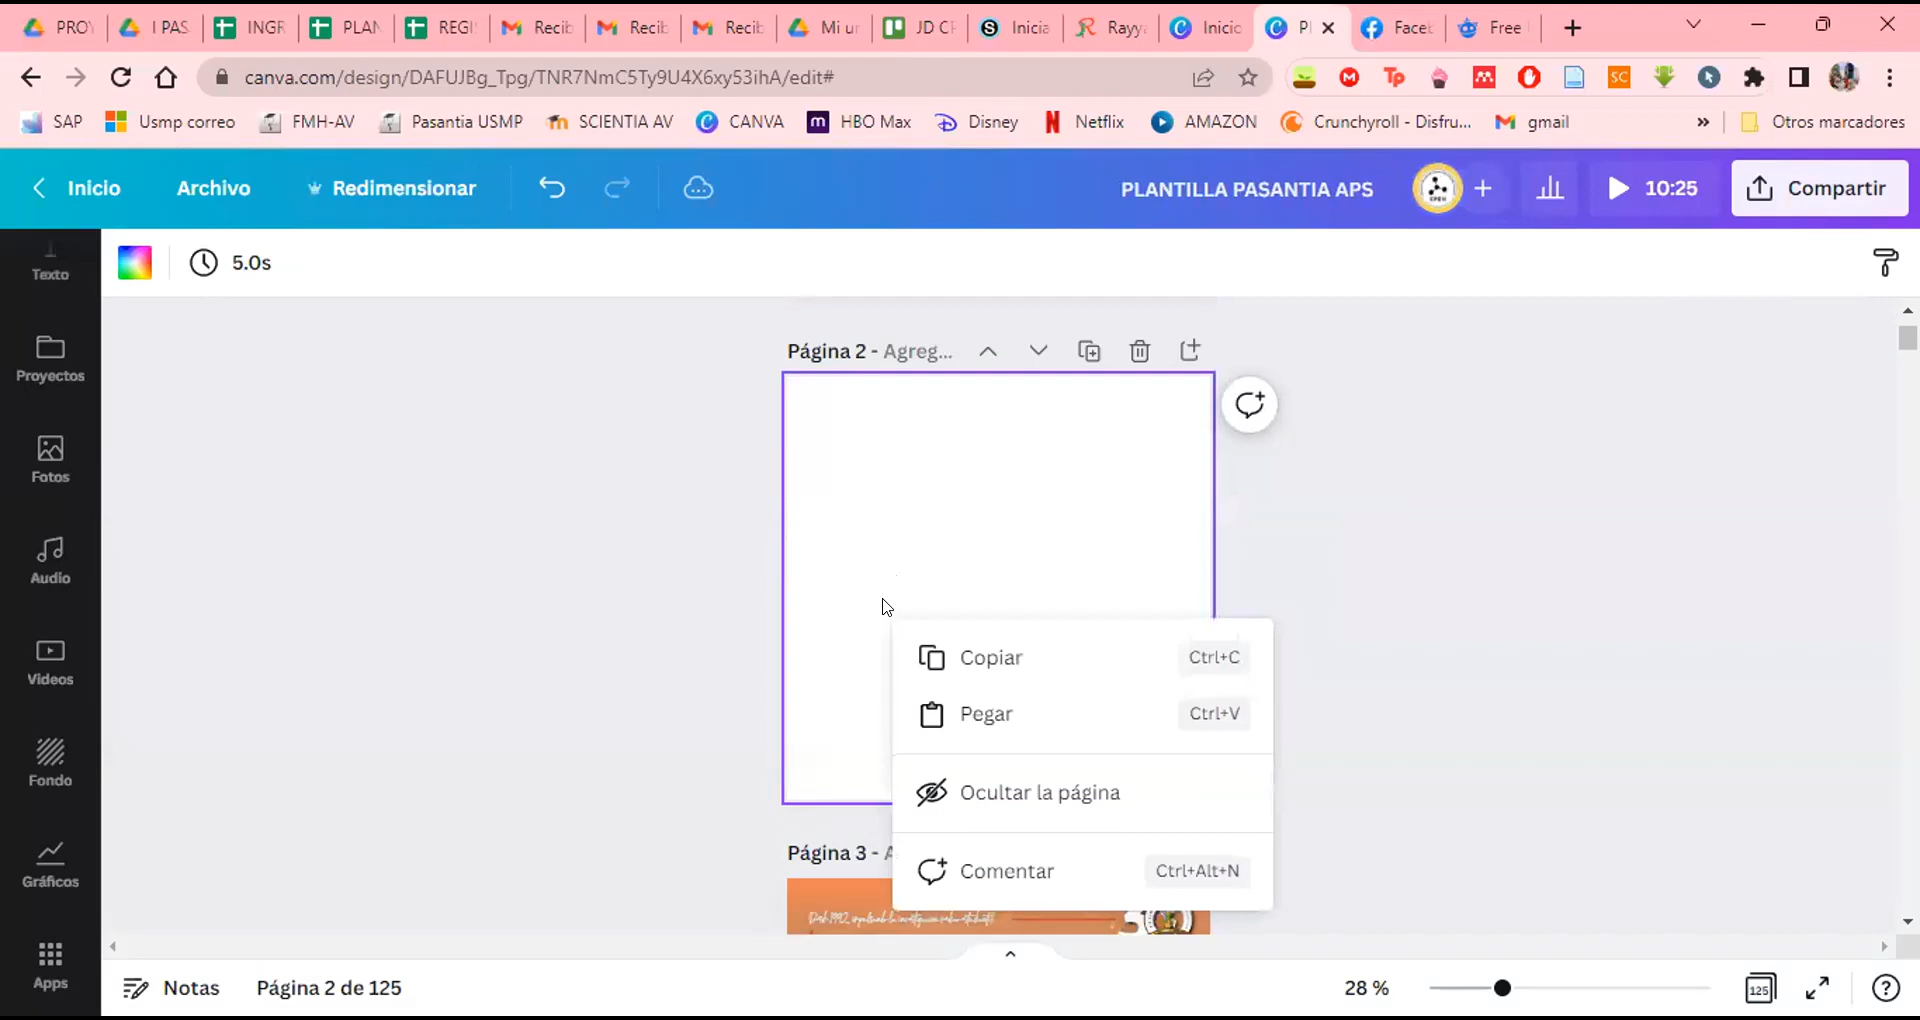 PRO I PAS INGR PLAN REGI Recib Recib Recib Mi ur JD CF Inicia Rayy Inicio Pl Faceb Free
canva.com/design/DAFUJBg_Tpg/TNR7NmC5Ty9U4X6xy53ihA/edit#
SAP Usmp correo FMH-AV Pasantia USMP SCIENTIA AV CANVA HBO Max Disney Netflix AMAZON Crunchyroll - Disfru... gmail » Otros marcadores
Inicio Archivo Redimensionar PLANTILLA PASANTIA APS 10:25 Compartir
Texto
5.0s
Proyectos
Fotos
Audio
Videos
Fondo
Gráficos
Apps
Página 2 - Agreg...
Copiar Ctrl+C
Pegar Ctrl+V
Ocultar la página
Comentar Ctrl+Alt+N
Página 3 - A
Notas Página 2 de 125 28 % 125 ?